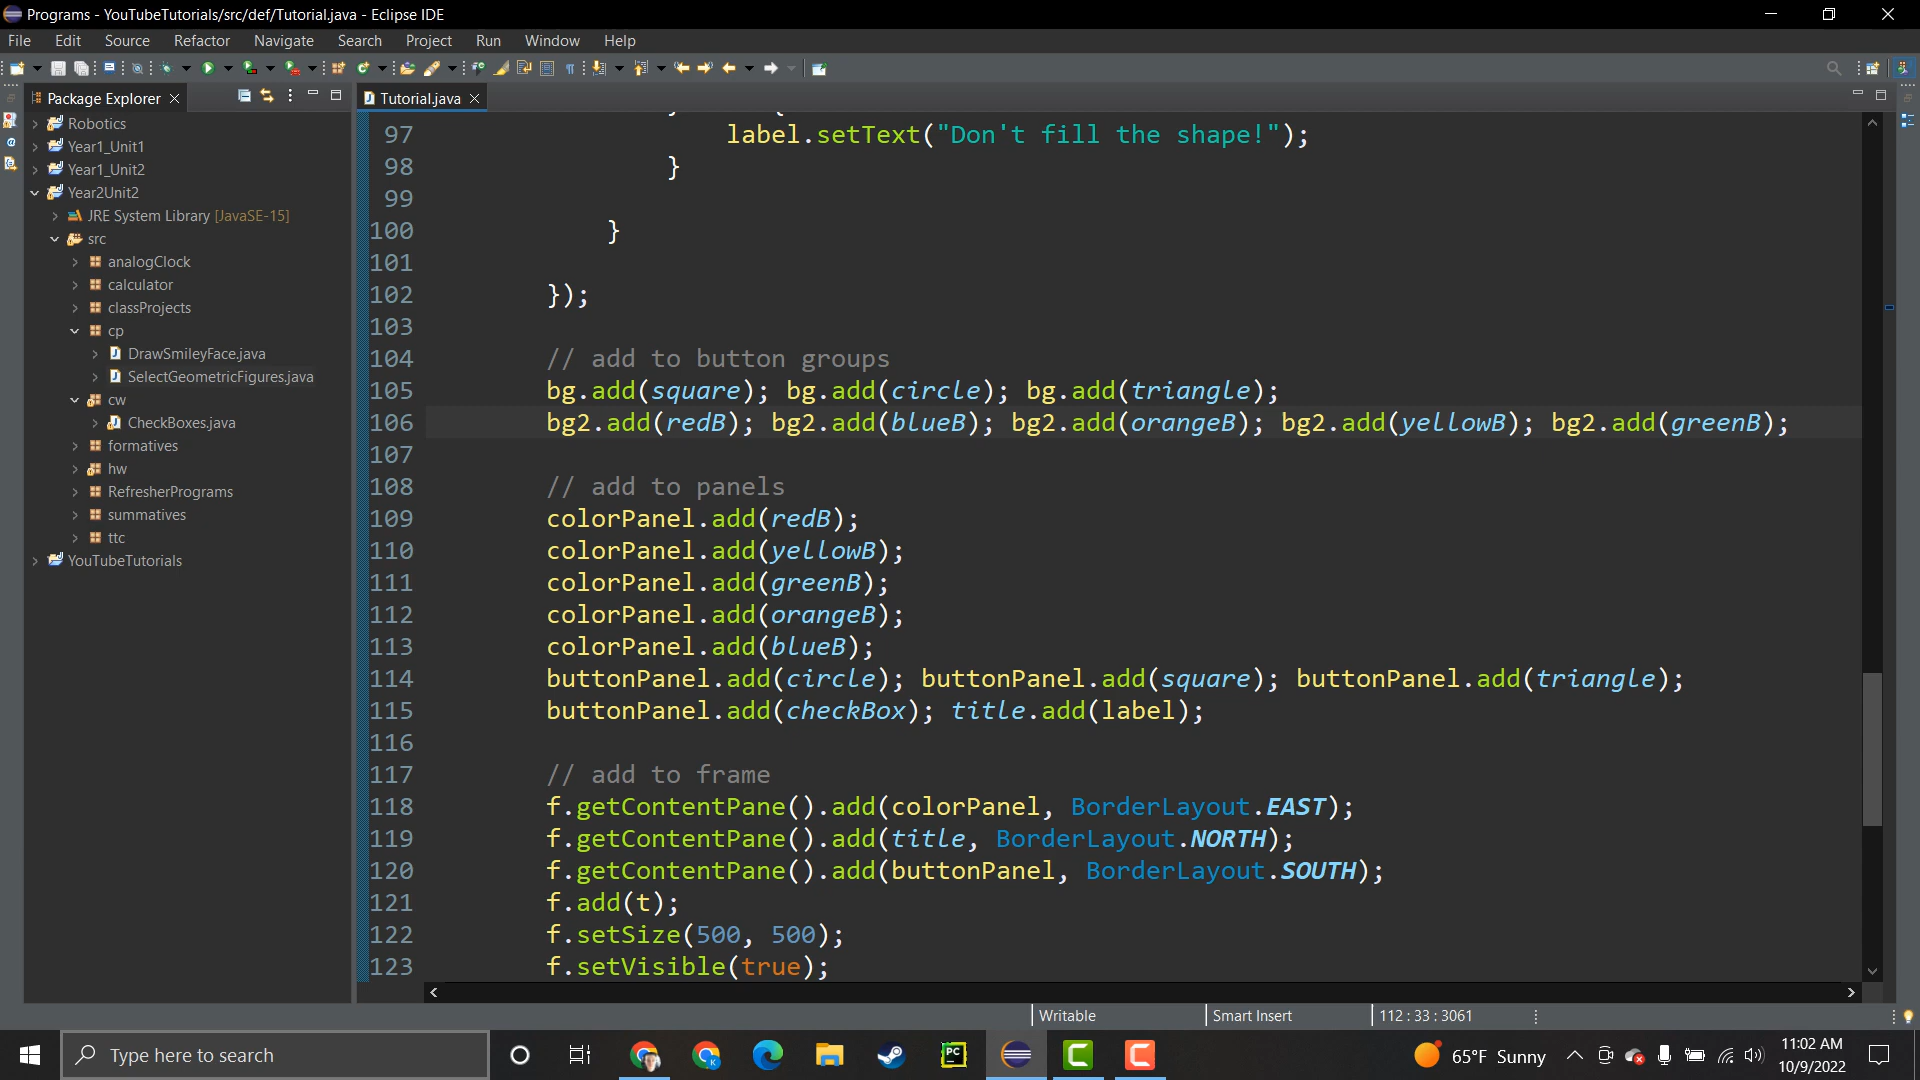 Programs - YouTubeTutorials/src/def/Tutorial.java - Eclipse IDE
File Edit Source Refactor Navigate Search Project Run Window Help
Package Explorer
Robotics
Year1_Unit1
Year1_Unit2
Year2Unit2
JRE System Library [JavaSE-15]
src
analogClock
calculator
classProjects
cp
DrawSmileyFace.java
SelectGeometricFigures.java
cw
CheckBoxes.java
formatives
hw
RefresherPrograms
summatives
ttc
YouTubeTutorials
Tutorial.java
97 label.setText("Don't fill the shape!");
98 }
99
100 }
101
102 });
103
104 // add to button groups
105 bg.add(square); bg.add(circle); bg.add(triangle);
106 bg2.add(redB); bg2.add(blueB); bg2.add(orangeB); bg2.add(yellowB); bg2.add(greenB);
107
108 // add to panels
109 colorPanel.add(redB);
110 colorPanel.add(yellowB);
111 colorPanel.add(greenB);
112 colorPanel.add(orangeB);
113 colorPanel.add(blueB);
114 buttonPanel.add(circle); buttonPanel.add(square); buttonPanel.add(triangle);
115 buttonPanel.add(checkBox); title.add(label);
116
117 // add to frame
118 f.getContentPane().add(colorPanel, BorderLayout.EAST);
119 f.getContentPane().add(title, BorderLayout.NORTH);
120 f.getContentPane().add(buttonPanel, BorderLayout.SOUTH);
121 f.add(t);
122 f.setSize(500, 500);
123 f.setVisible(true);
Writable Smart Insert 112 : 33 : 3061
Type here to search
PC
65°F Sunny
11:02 AM
10/9/2022